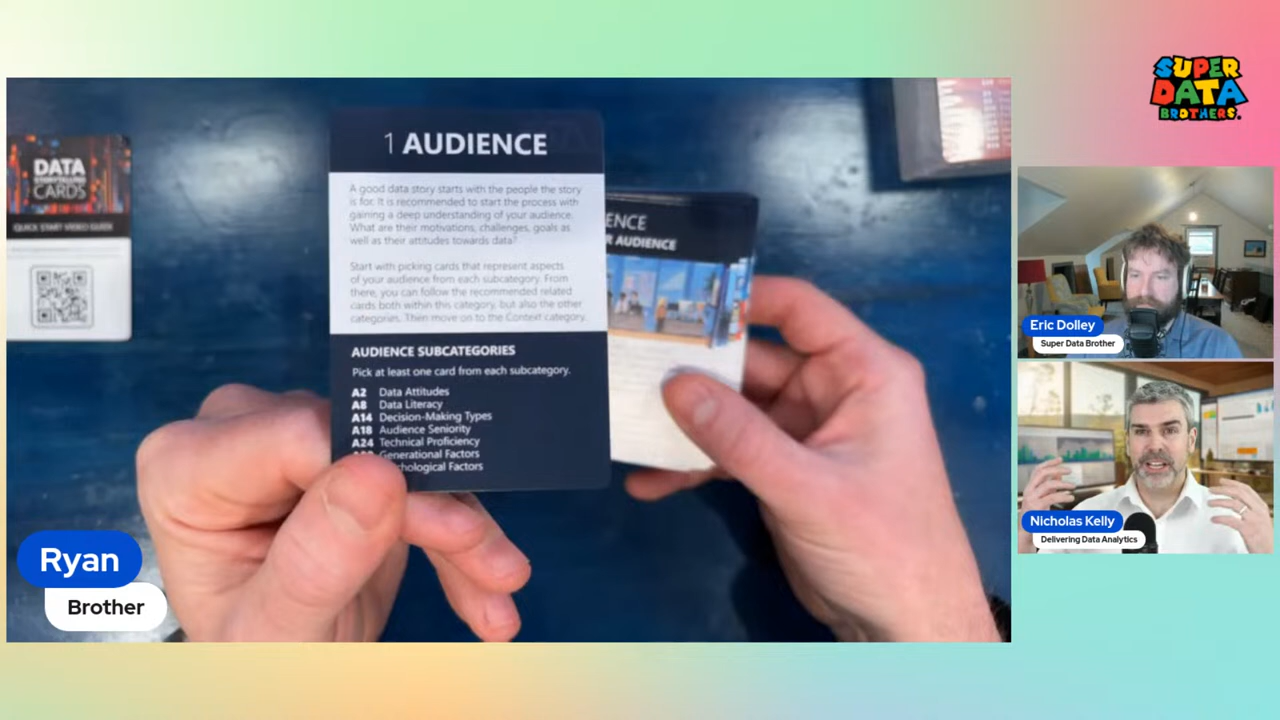 SUPER
DATA
BROTHERS
DATA
STORYTELLING
CARDS
QUICK START VIDEO GUIDE
1 AUDIENCE
A good data story starts with the people the story
is for. It is recommended to start the process with
gaining a deep understanding of your audience.
What are their motivations, challenges, goals as
well as their attitudes towards data?
Start with picking cards that represent aspects
of your audience from each subcategory. From
there, you can follow the recommended related
cards both within this category, but also the other
categories. Then move on to the Context category.
AUDIENCE SUBCATEGORIES
Pick at least one card from each subcategory.
A2 Data Attitudes
A8 Data Literacy
A14 Decision-Making Types
A18 Audience Seniority
A24 Technical Proficiency
Generational Factors
chological Factors
ENCE
R AUDIENCE
Eric Dolley
Super Data Brother
Nicholas Kelly
Delivering Data Analytics
Ryan
Brother